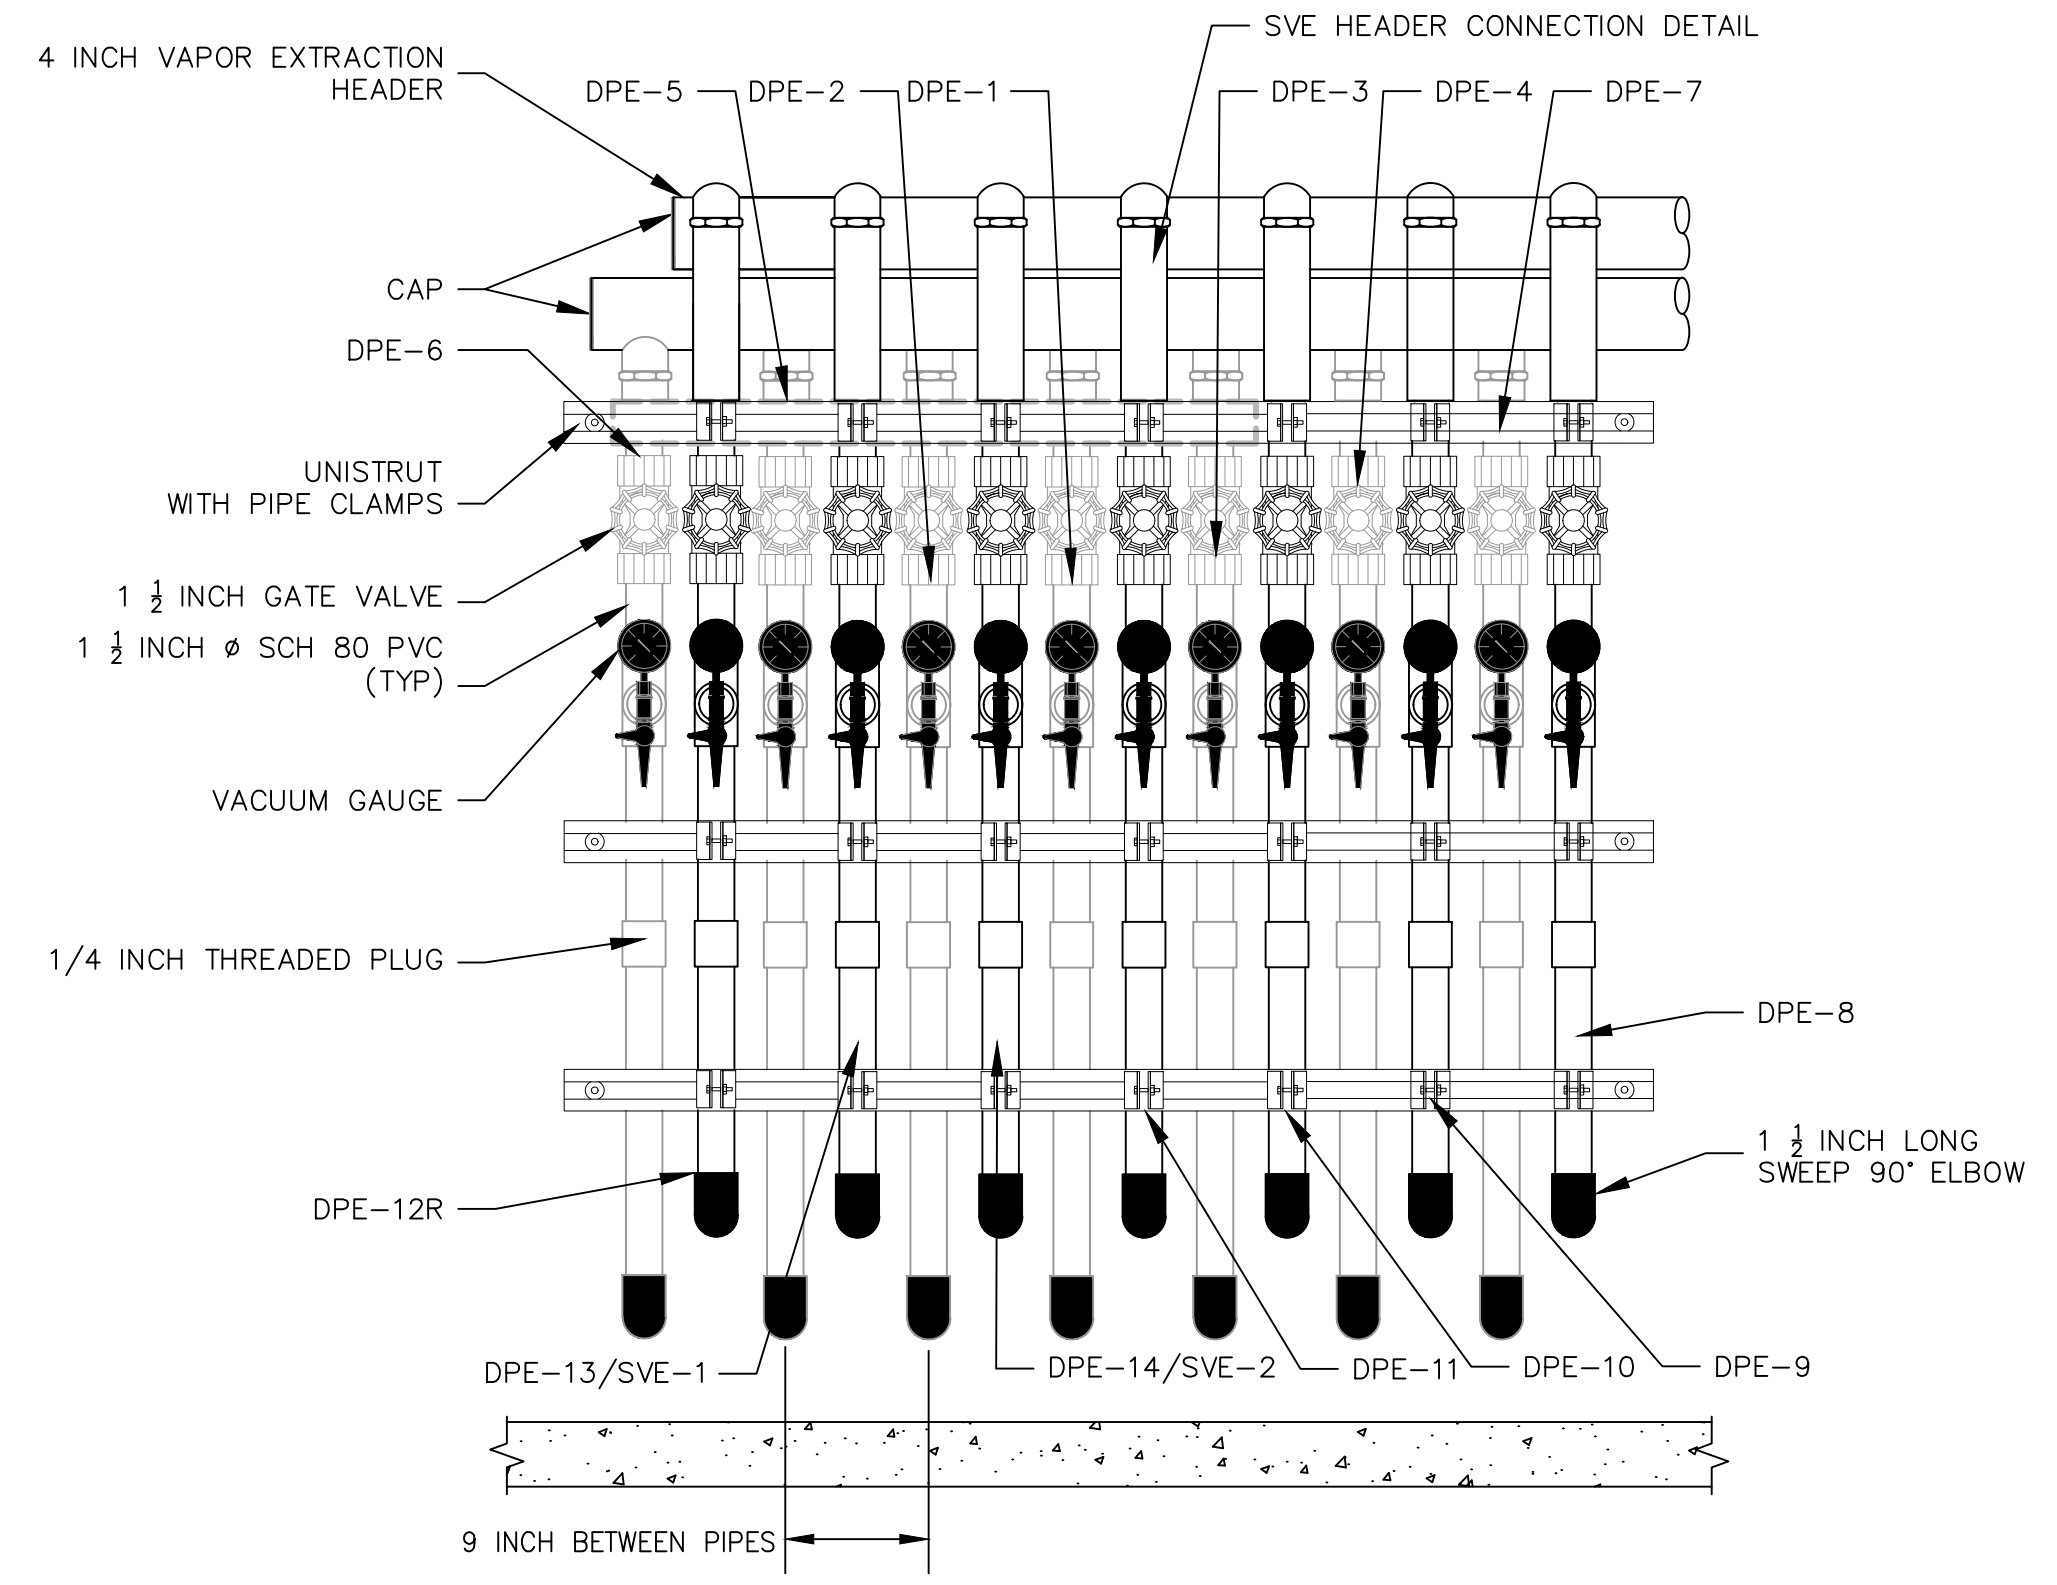 SVE HEADER CONNECTION DETAIL
4 INCH VAPOR EXTRACTION
HEADER
DPE-5
DPE-2
DPE-1
DPE-3
DPE-4
DPE-7
CAP
DPE-6
UNISTRUT
WITH PIPE CLAMPS
1 1/2 INCH GATE VALVE
1 1/2 INCH Ø SCH 80 PVC
(TYP)
VACUUM GAUGE
1/4 INCH THREADED PLUG
DPE-8
1 1/2 INCH LONG
SWEEP 90° ELBOW
DPE-12R
DPE-13/SVE-1
DPE-14/SVE-2
DPE-11
DPE-10
DPE-9
9 INCH BETWEEN PIPES